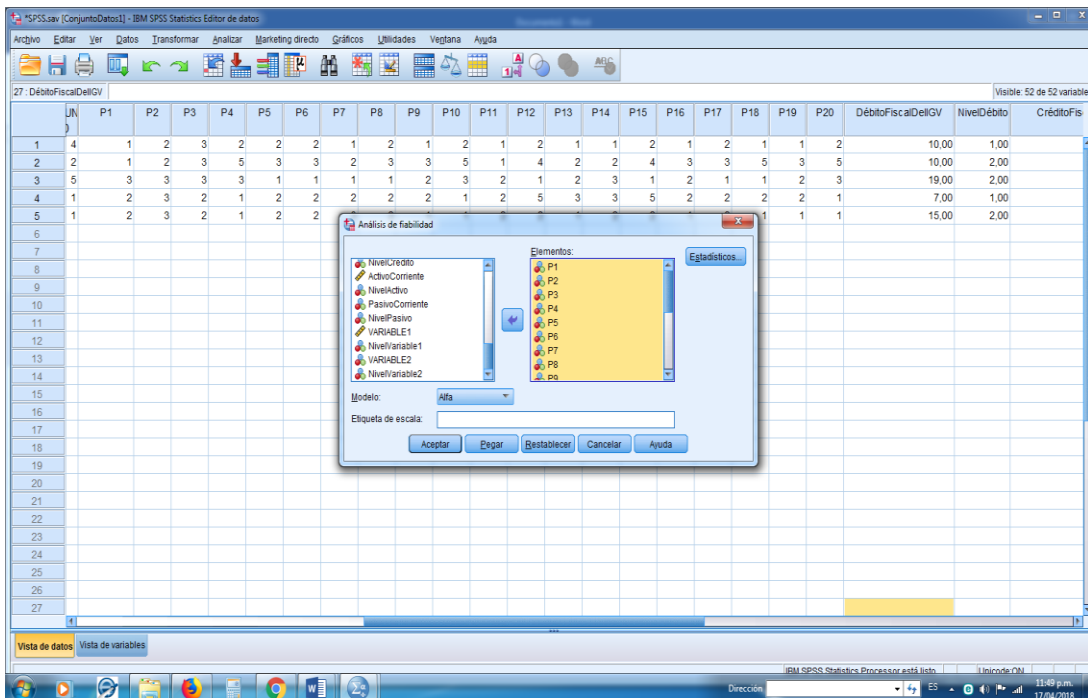 *SPSS.sav [ConjuntoDatos1] - IBM SPSS Statistics Editor de datos
Archivo Editar Ver Datos Transformar Analizar Marketing directo Gráficos Utilidades Ventana Ayuda
27 : DébitoFiscalDelIGV
Visible: 52 de 52 variable
P1 P2 P3 P4 P5 P6 P7 P8 P9 P10 P11 P12 P13 P14 P15 P16 P17 P18 P19 P20 DébitoFiscalDelIGV NivelDébito CréditoFis
1 4 1 2 3 2 2 2 1 2 1 2 1 2 1 1 2 1 2 1 1 2 10,00 1,00
2 2 1 2 3 5 3 3 2 3 3 5 1 4 2 2 4 3 3 5 3 5 10,00 2,00
3 5 3 3 3 3 1 1 1 1 2 3 2 1 2 3 1 2 1 1 2 3 19,00 2,00
4 1 2 3 2 1 2 2 2 2 2 1 2 5 3 3 5 2 2 2 2 1 7,00 1,00
5 1 2 3 2 1 2 2 1 1 1 15,00 2,00
6
7
8
9
10
11
12
13
14
15
16
17
18
19
20
21
22
23
24
25
26
27
Análisis de fiabilidad
Elementos:
NivelCrédito
ActivoCorriente
NivelActivo
PasivoCorriente
NivelPasivo
VARIABLE1
NivelVariable1
VARIABLE2
NivelVariable2
P1
P2
P3
P4
P5
P6
P7
P8
P9
Estadísticos...
Modelo: Alfa
Etiqueta de escala:
Aceptar Pegar Restablecer Cancelar Ayuda
Vista de datos Vista de variables
IBM SPSS Statistics Processor está listo Unicode:ON
Dirección ES 11:49 p.m.
17/04/2018